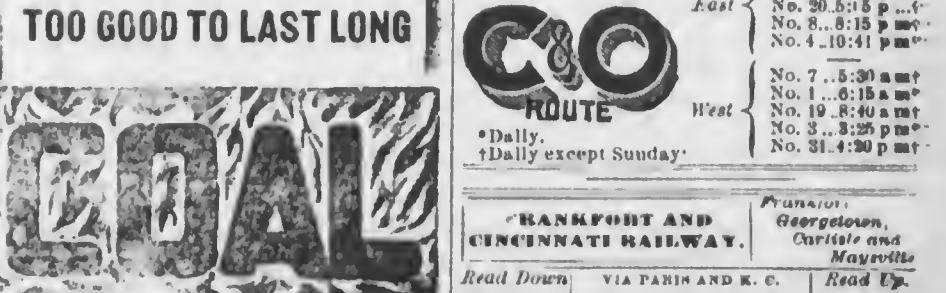 TOO GOOD TO LAST LONG
COAL
C&O
ROUTE
*Daily.
†Daily except Sunday.
East
No. 20..5:15 p
No. 8...8:15 p m
No. 4..10:41 p m
West
No. 7...5:30 a m
No. 1...6:15 a m
No. 19..8:40 a m†
No. 3...3:25 p m
No. 31..4:20 p m†
FRANKFORT AND
CINCINNATI RAILWAY.
Frankfort,
Georgetown,
Carlisle and
Maysville
Read Down
VIA PARIS AND K. C.
Read Up.